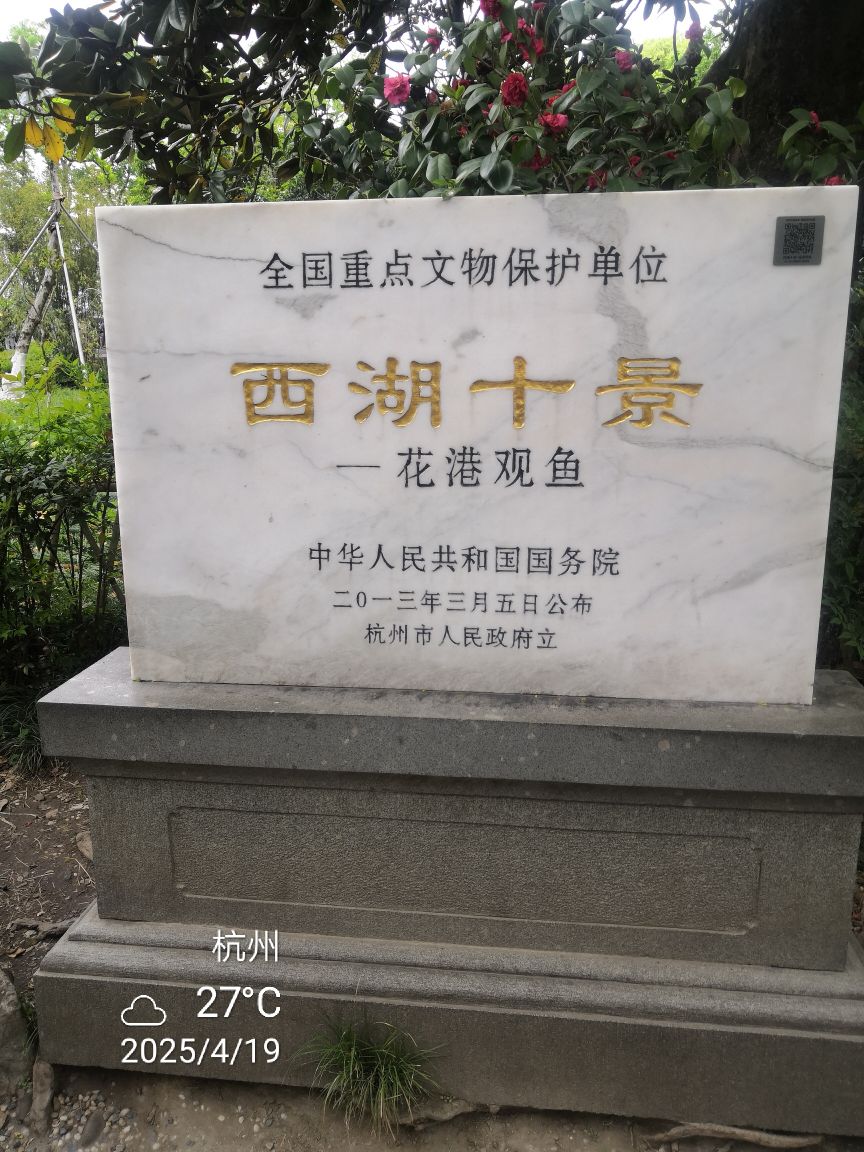 全国重点文物保护单位
西湖十景
— 花港观鱼
中华人民共和国国务院
二0一三年三月五日公布
杭州市人民政府立
杭州
27°C
2025/4/19